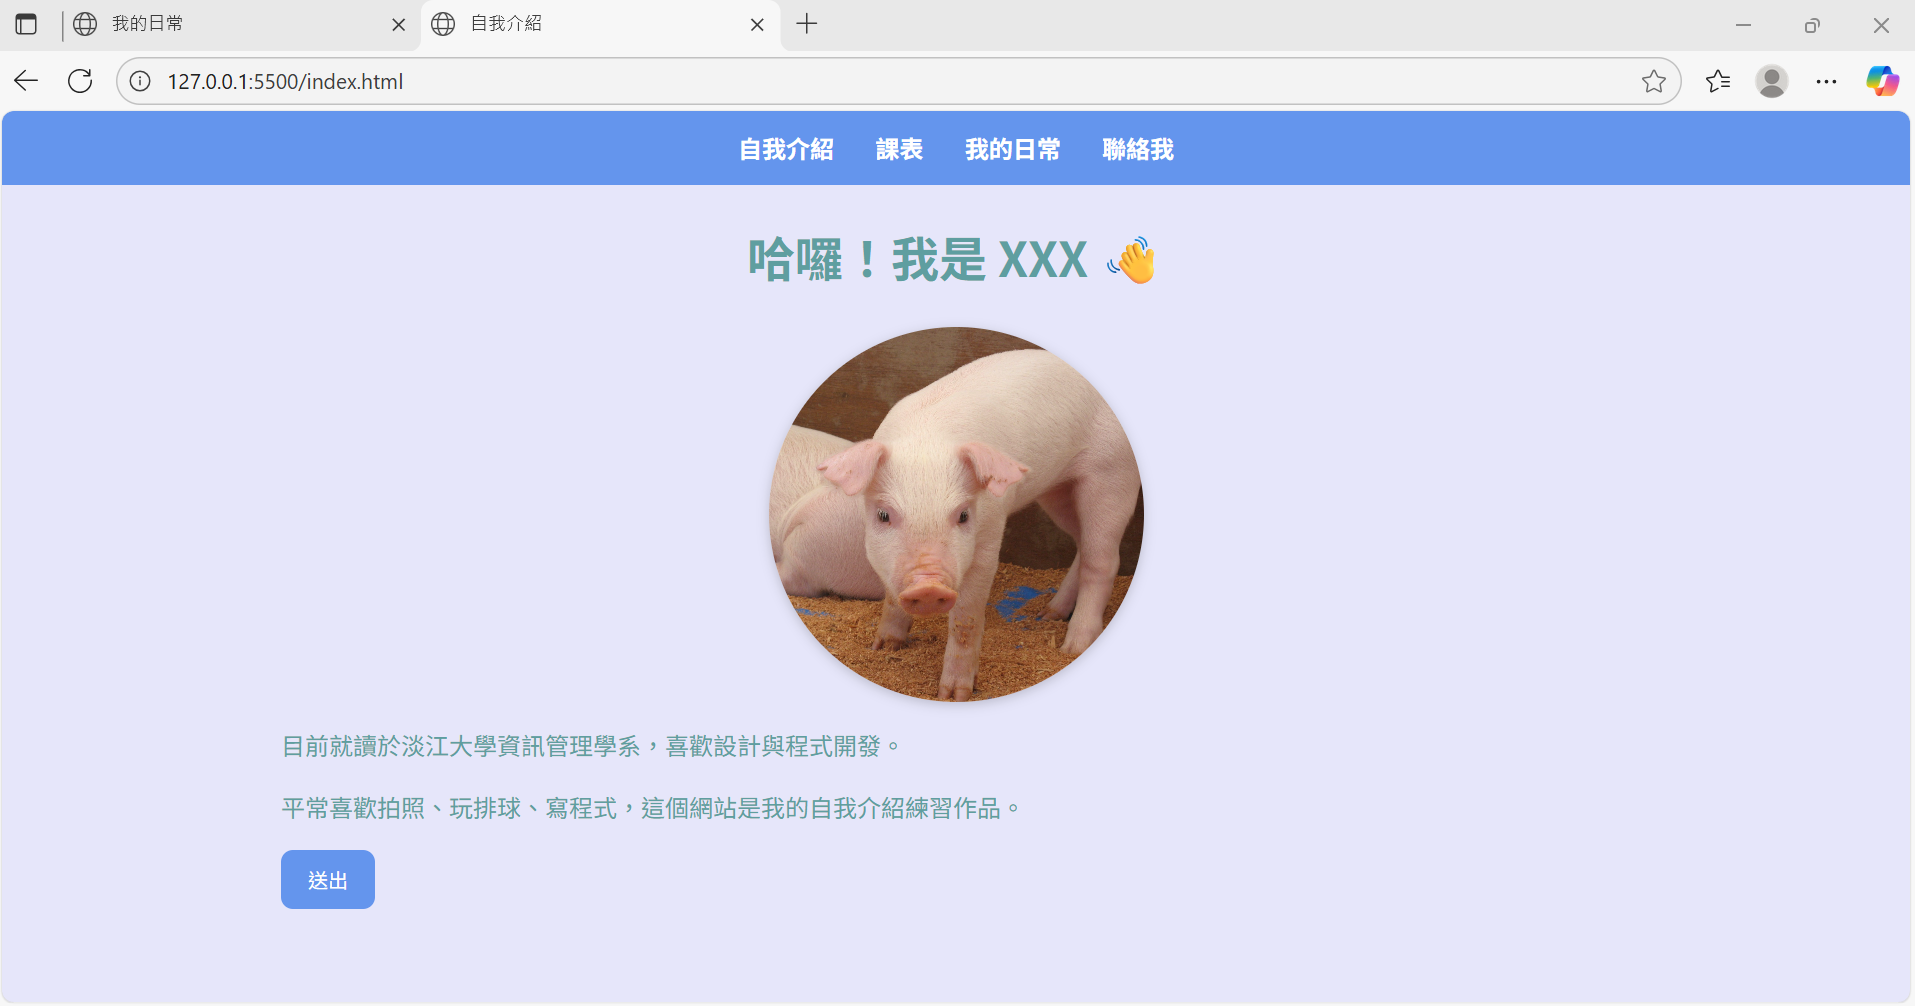 我的日常
自我介紹
127.0.0.1:5500/index.html
自我介紹 課表 我的日常 聯絡我
哈囉！我是 XXX 👋
目前就讀於淡江大學資訊管理學系，喜歡設計與程式開發。
平常喜歡拍照、玩排球、寫程式，這個網站是我的自我介紹練習作品。
送出